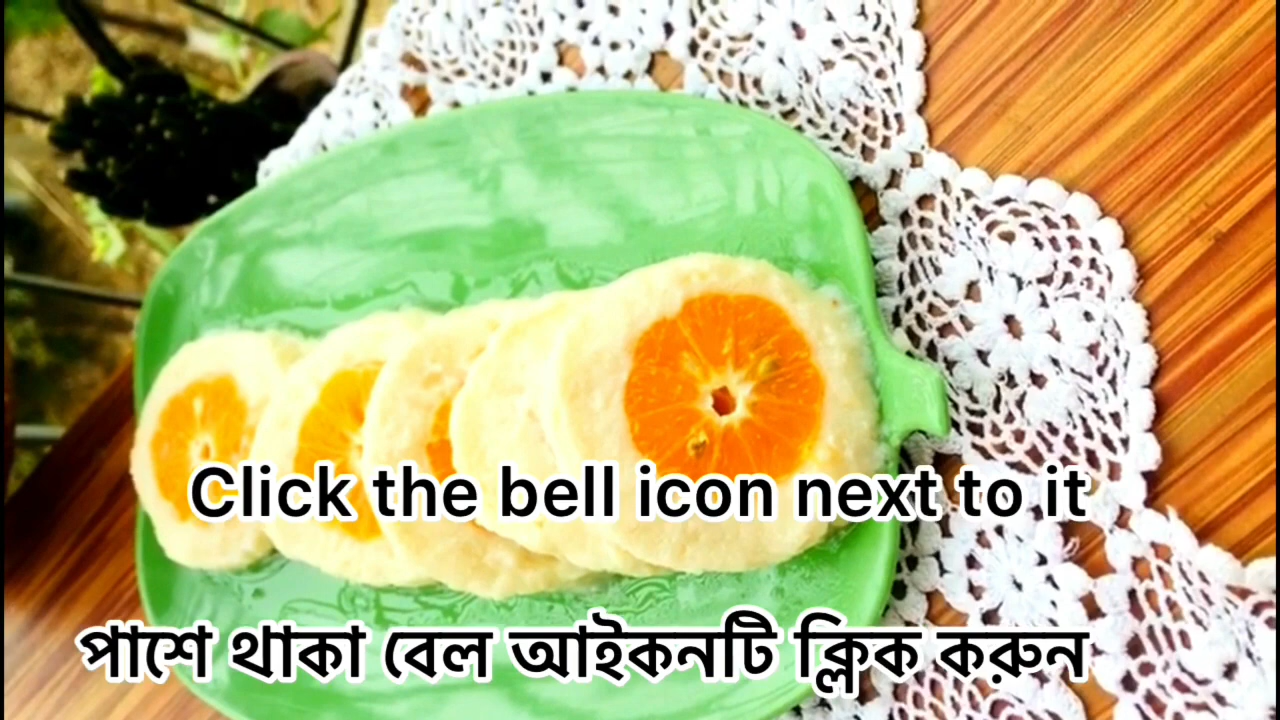 Click the bell icon next to it
পাশে থাকা বেল আইকনটি ক্লিক করুন